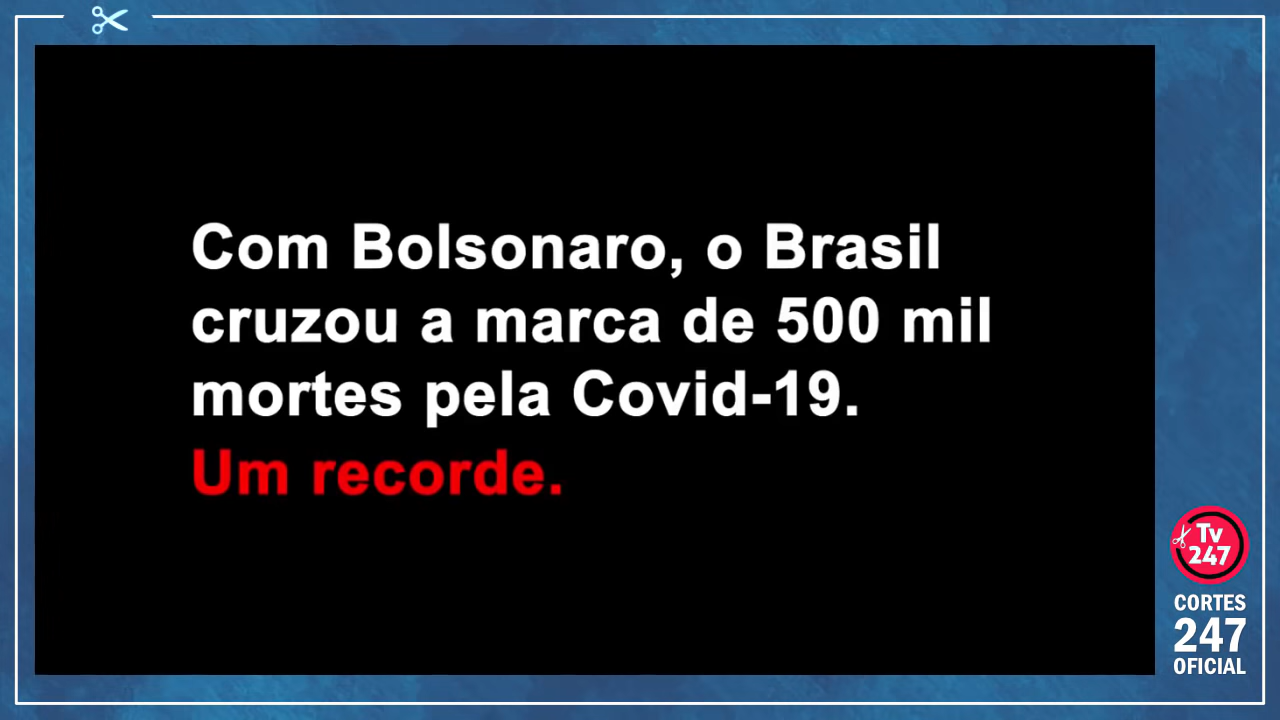 Com Bolsonaro, o Brasil
cruzou a marca de 500 mil
mortes pela Covid-19.
Um recorde.
Tv
247
CORTES
247
OFICIAL